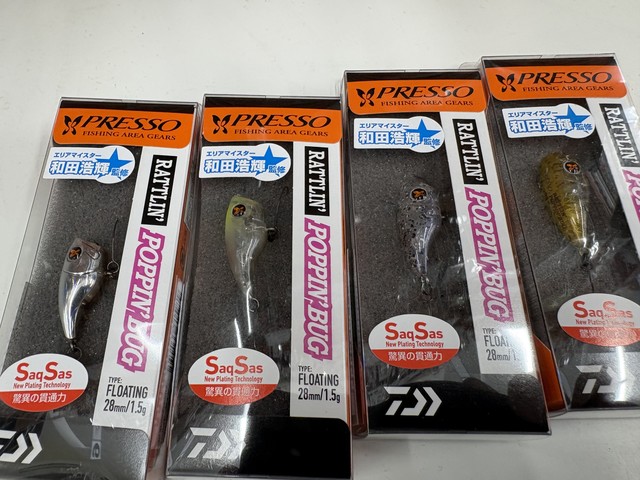 PRESSO
FISHING AREA GEARS
エリアマイスター
和田浩輝監修
RATTLIN'
POPPIN' BUG
SaqSas
New Plating Technology
驚異の貫通力
TYPE:
FLOATING
28mm/1.5g
PRESSO
FISHING AREA GEARS
エリアマイスター
和田浩輝監修
RATTLIN'
POPPIN' BUG
SaqSas
New Plating Technology
驚異の貫通力
TYPE:
FLOATING
28mm/1.5g
PRESSO
FISHING AREA GEARS
エリアマイスター
和田浩輝監修
RATTLIN'
POPPIN' BUG
SaqSas
New Plating Technology
驚異の貫通力
TYPE:
FLOATING
28mm/1
PRESSO
FISHING AREA GEARS
エリアマイスター
和田浩輝監修
RATTLIN'
POPPIN
SaqSas
New Plating Technology
驚異の